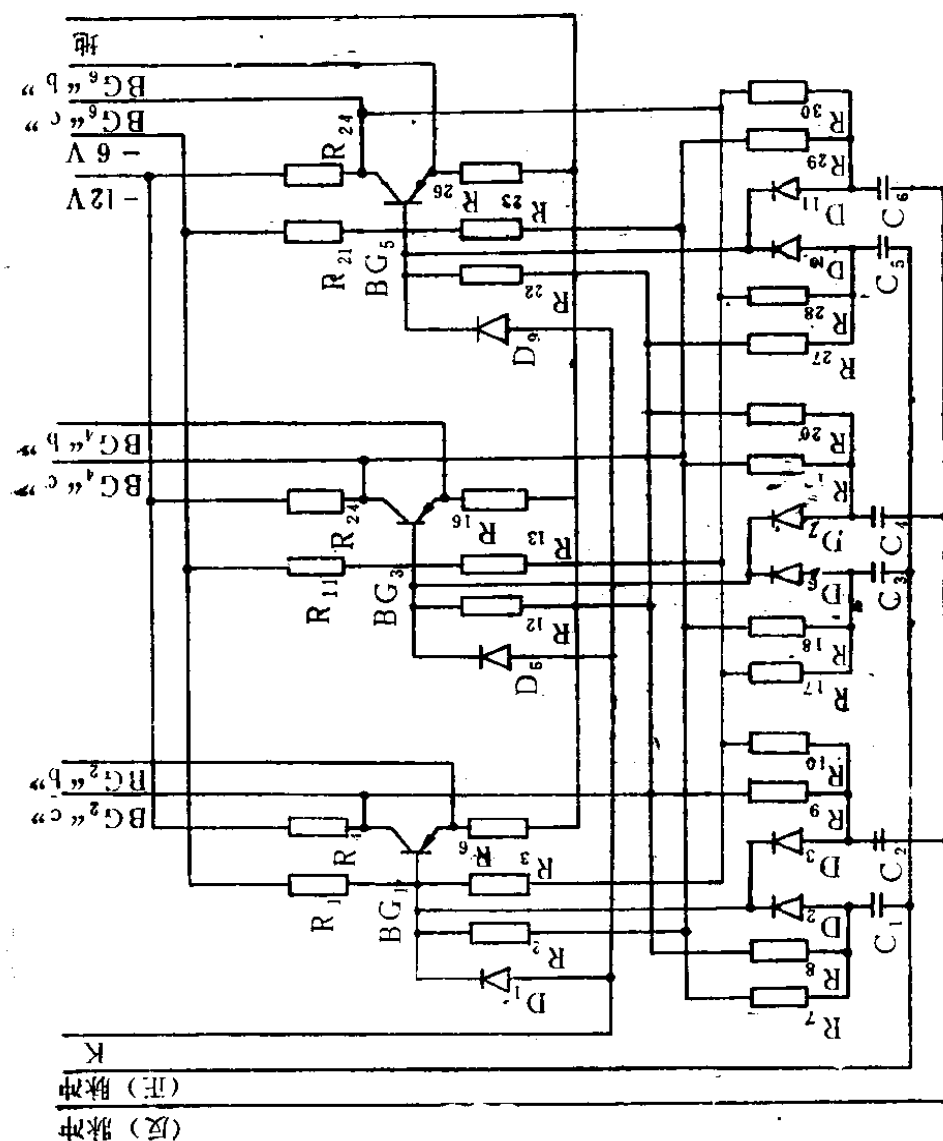 地
BG₆“b”
BG₆“c”
－6V
－12V
R₂₄
R₂₆
R₂₃
R₂₁
BG₅
R₂₂
D₉
R₃₀
R₂₉
D₁₁
C₆
D₁₀
C₅
R₂₈
R₂₇
BG₄“b”
BG₄“c”
R₂₄
R₁₆
R₁₃
R₁₁
BG₃
R₁₂
D₅
R₂₀
D₇
C₄
D₆
C₃
R₁₈
R₁₇
BG₂“b”
BG₂“c”
R₄
R₆
R₃
R₁
BG₁
R₂
D₁
R₁₀
R₉
D₃
C₂
D₂
C₁
R₈
R₇
K
(正)脉冲
(反)脉冲